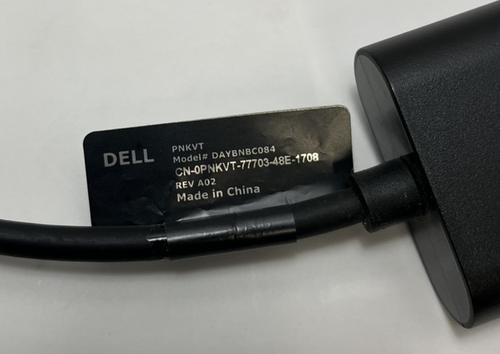 DELL
PNKVT
Model# DAYBNBC084
CN-0PNKVT-77703-48E-1708
REV A02
Made in China